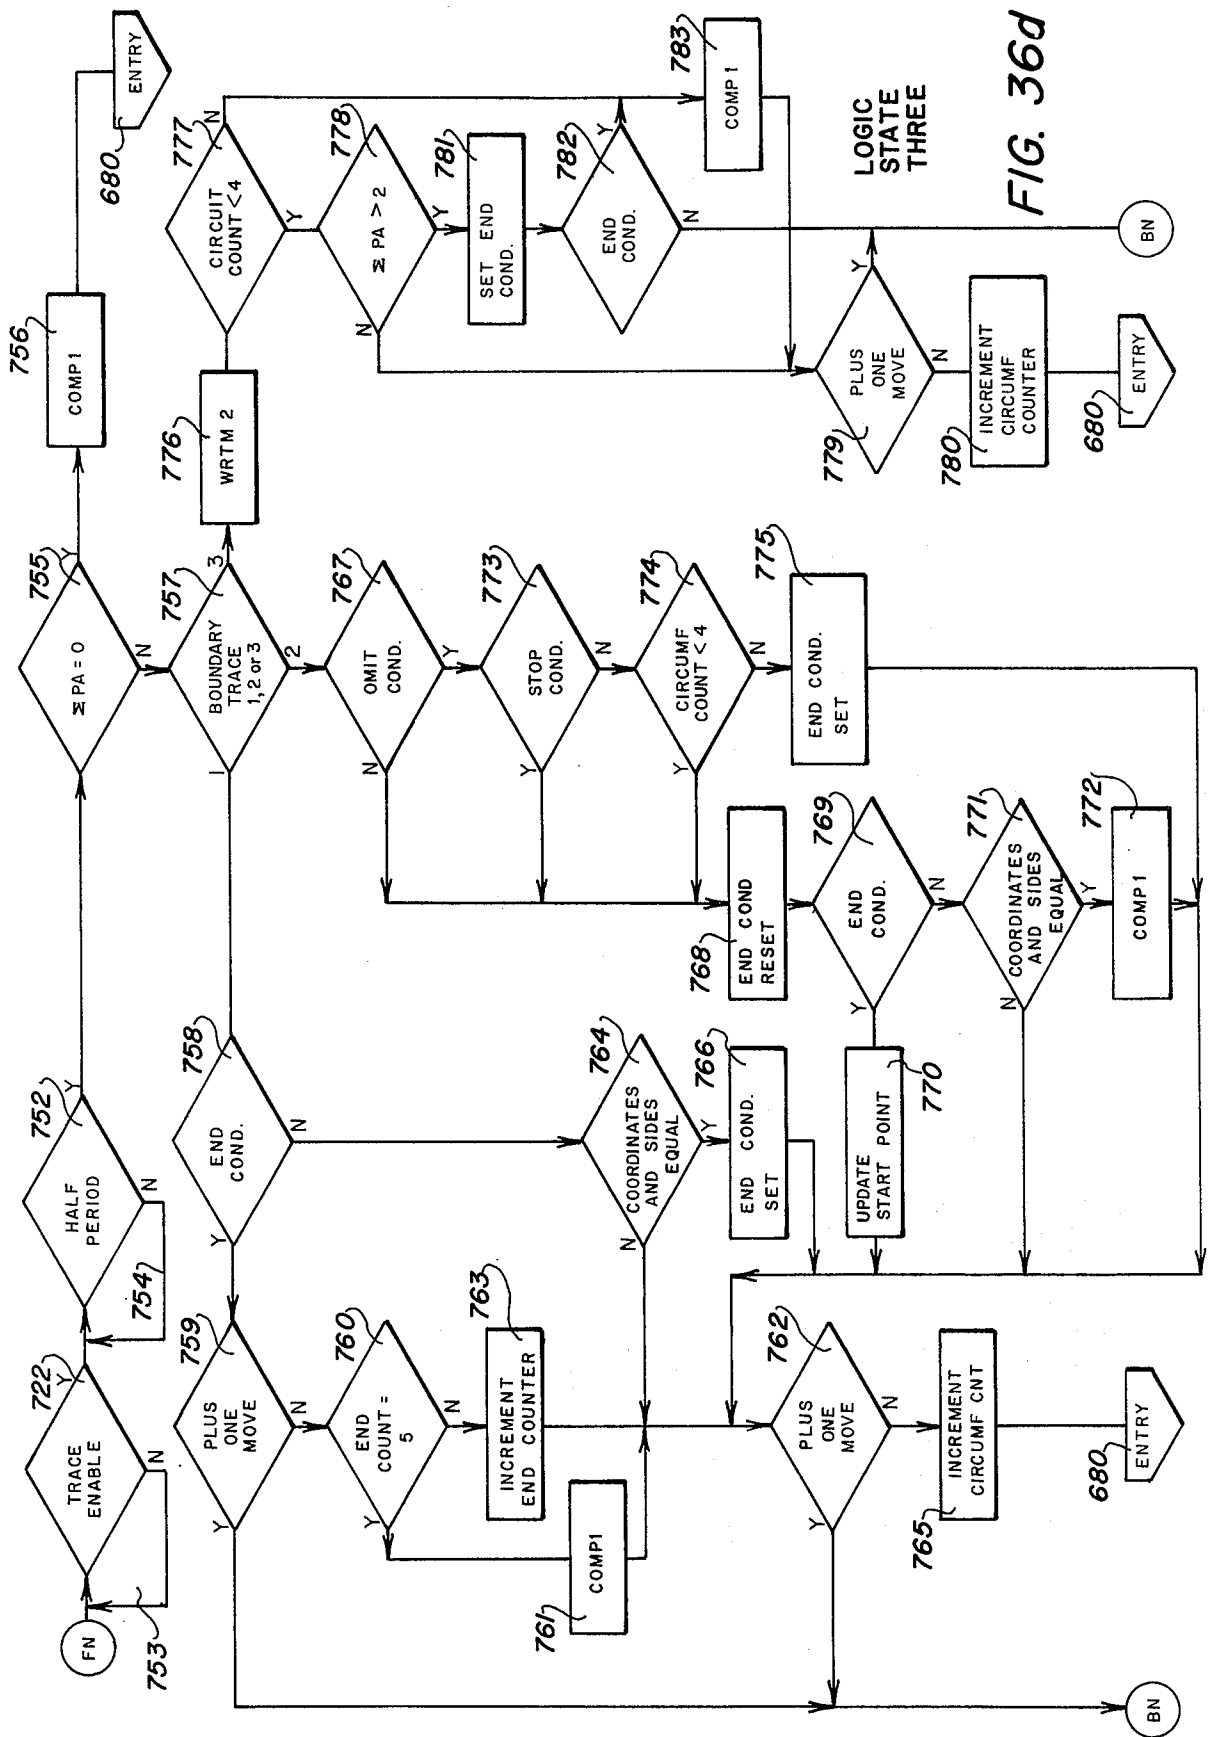 FN
753
TRACE
ENABLE
722
Y
N
754
HALF
PERIOD
752
Y
N
ΣPA = 0
755
Y
N
COMP1
756
ENTRY
680
BOUNDARY
TRACE
1, 2 or 3
757
1
2
3
END
COND.
758
Y
N
PLUS
ONE
MOVE
759
Y
N
END
COUNT =
5
760
Y
N
COMP1
761
INCREMENT
END COUNTER
763
COORDINATES
AND SIDES
EQUAL
764
N
Y
END COND.
SET
766
PLUS
ONE
MOVE
762
Y
N
INCREMENT
CIRCUMF CNT
765
ENTRY
680
BN
OMIT
COND.
767
N
Y
STOP
COND.
773
Y
N
CIRCUMF
COUNT < 4
774
Y
N
END COND.
SET
775
END COND
RESET
768
END
COND.
769
Y
N
UPDATE
START POINT
770
COORDINATES
AND SIDES
EQUAL
771
N
Y
COMP1
772
WRTM 2
776
CIRCUIT
COUNT < 4
777
N
Y
Σ PA > 2
778
N
Y
SET END
COND.
781
END
COND.
782
Y
N
COMP1
783
PLUS
ONE
MOVE
779
Y
N
INCREMENT
CIRCUMF
COUNTER
780
ENTRY
680
BN
LOGIC
STATE
THREE
FIG. 36d